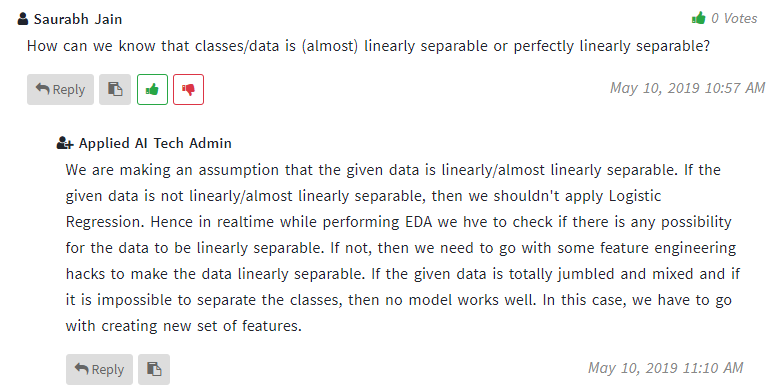 Saurabh Jain
0 Votes
How can we know that classes/data is (almost) linearly separable or perfectly linearly separable?
Reply
May 10, 2019 10:57 AM
Applied AI Tech Admin
We are making an assumption that the given data is linearly/almost linearly separable. If the
given data is not linearly/almost linearly separable, then we shouldn't apply Logistic
Regression. Hence in realtime while performing EDA we hve to check if there is any possibility
for the data to be linearly separable. If not, then we need to go with some feature engineering
hacks to make the data linearly separable. If the given data is totally jumbled and mixed and if
it is impossible to separate the classes, then no model works well. In this case, we have to go
with creating new set of features.
Reply
May 10, 2019 11:10 AM